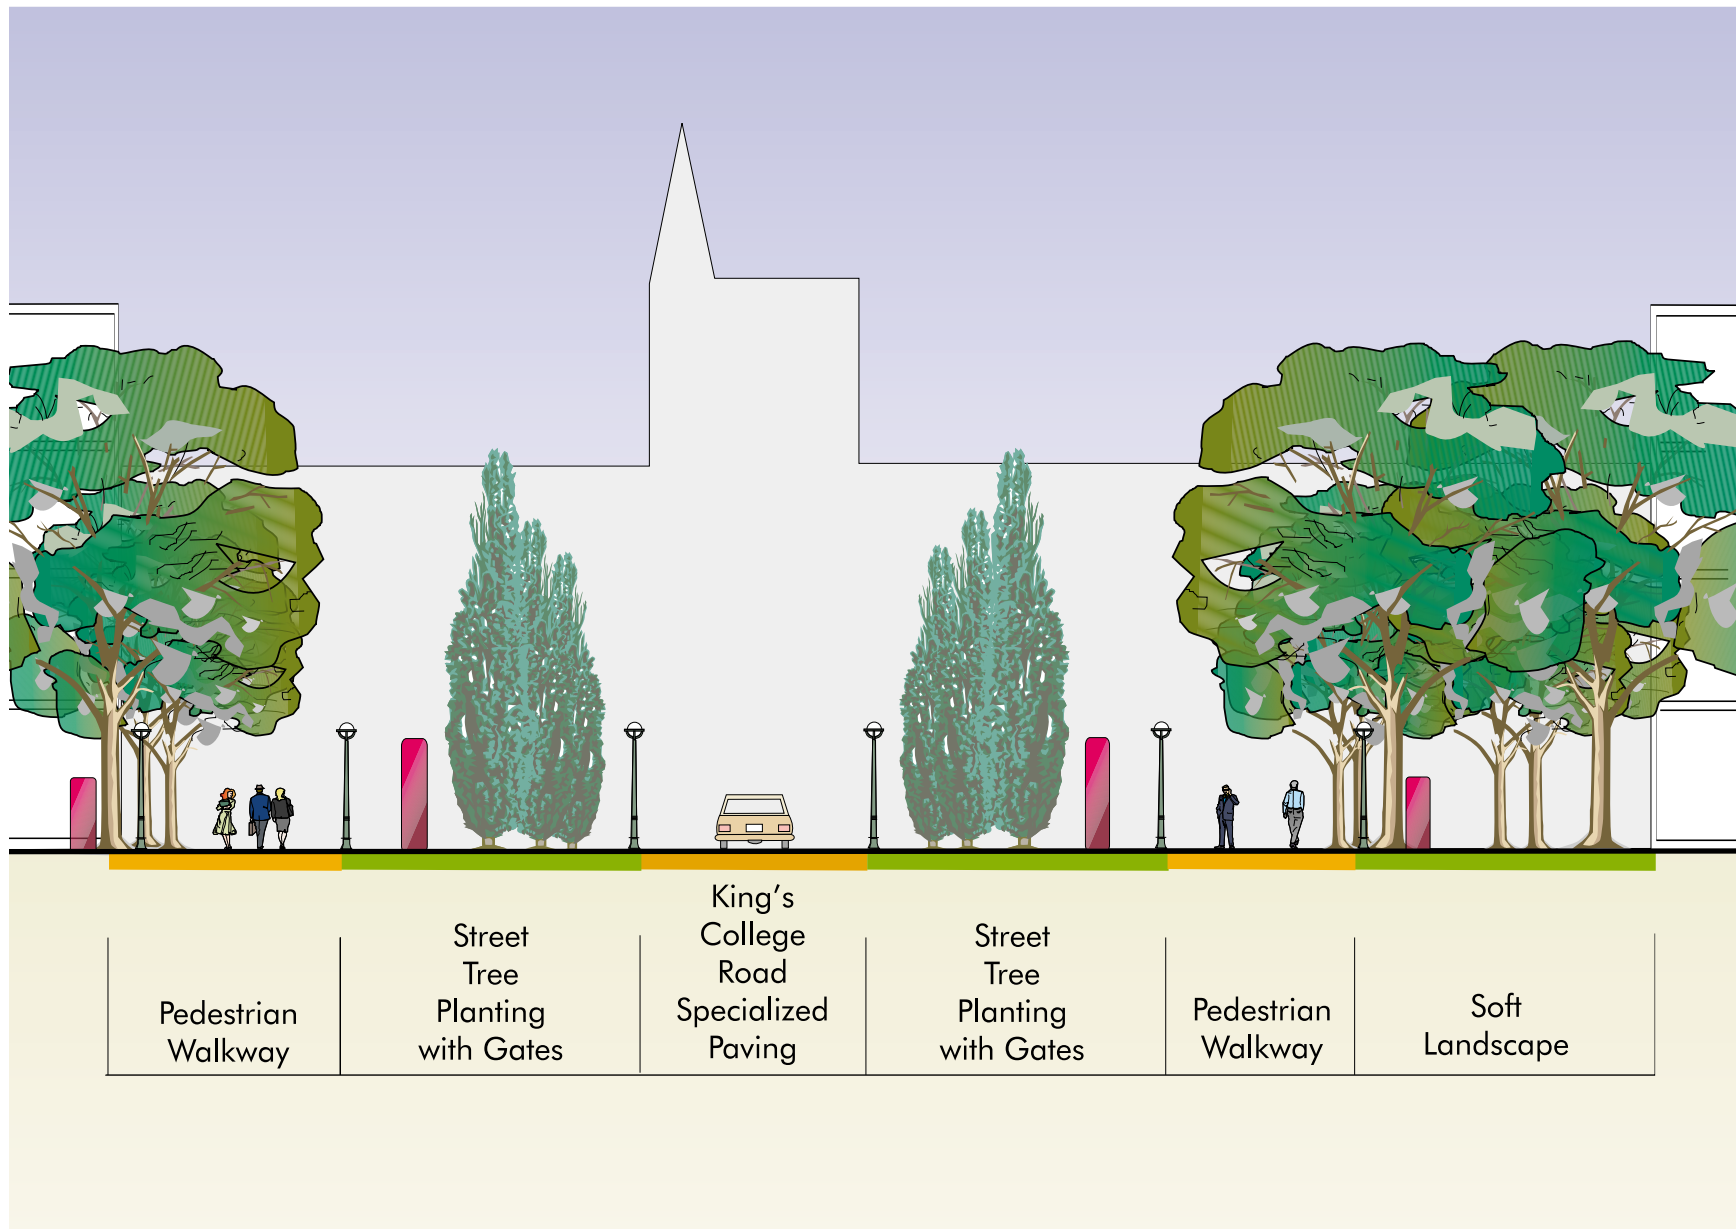 Pedestrian
Walkway
Street
Tree
Planting
with Gates
King's
College
Road
Specialized
Paving
Street
Tree
Planting
with Gates
Pedestrian
Walkway
Soft
Landscape